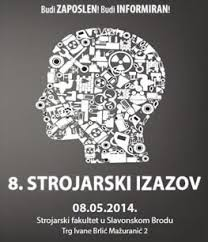 Budi ZAPOSLEN! Budi INFORMIRAN!
8. STROJARSKI IZAZOV
08.05.2014.
Strojarski fakultet u Slavonskom Brodu
Trg Ivane Brlić Mažuranić 2